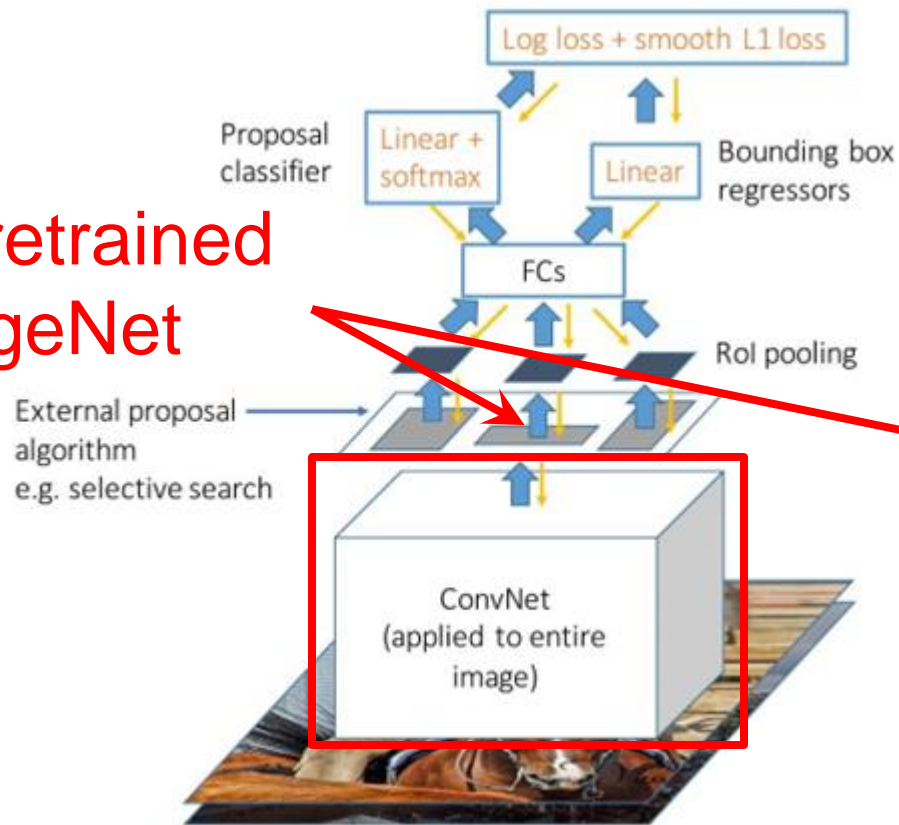 Log loss + smooth L1 loss
Proposal
classifier
Linear +
softmax
Linear
Bounding box
regressors
etrained
geNet
FCs
RoI pooling
External proposal
algorithm
e.g. selective search
ConvNet
(applied to entire
image)